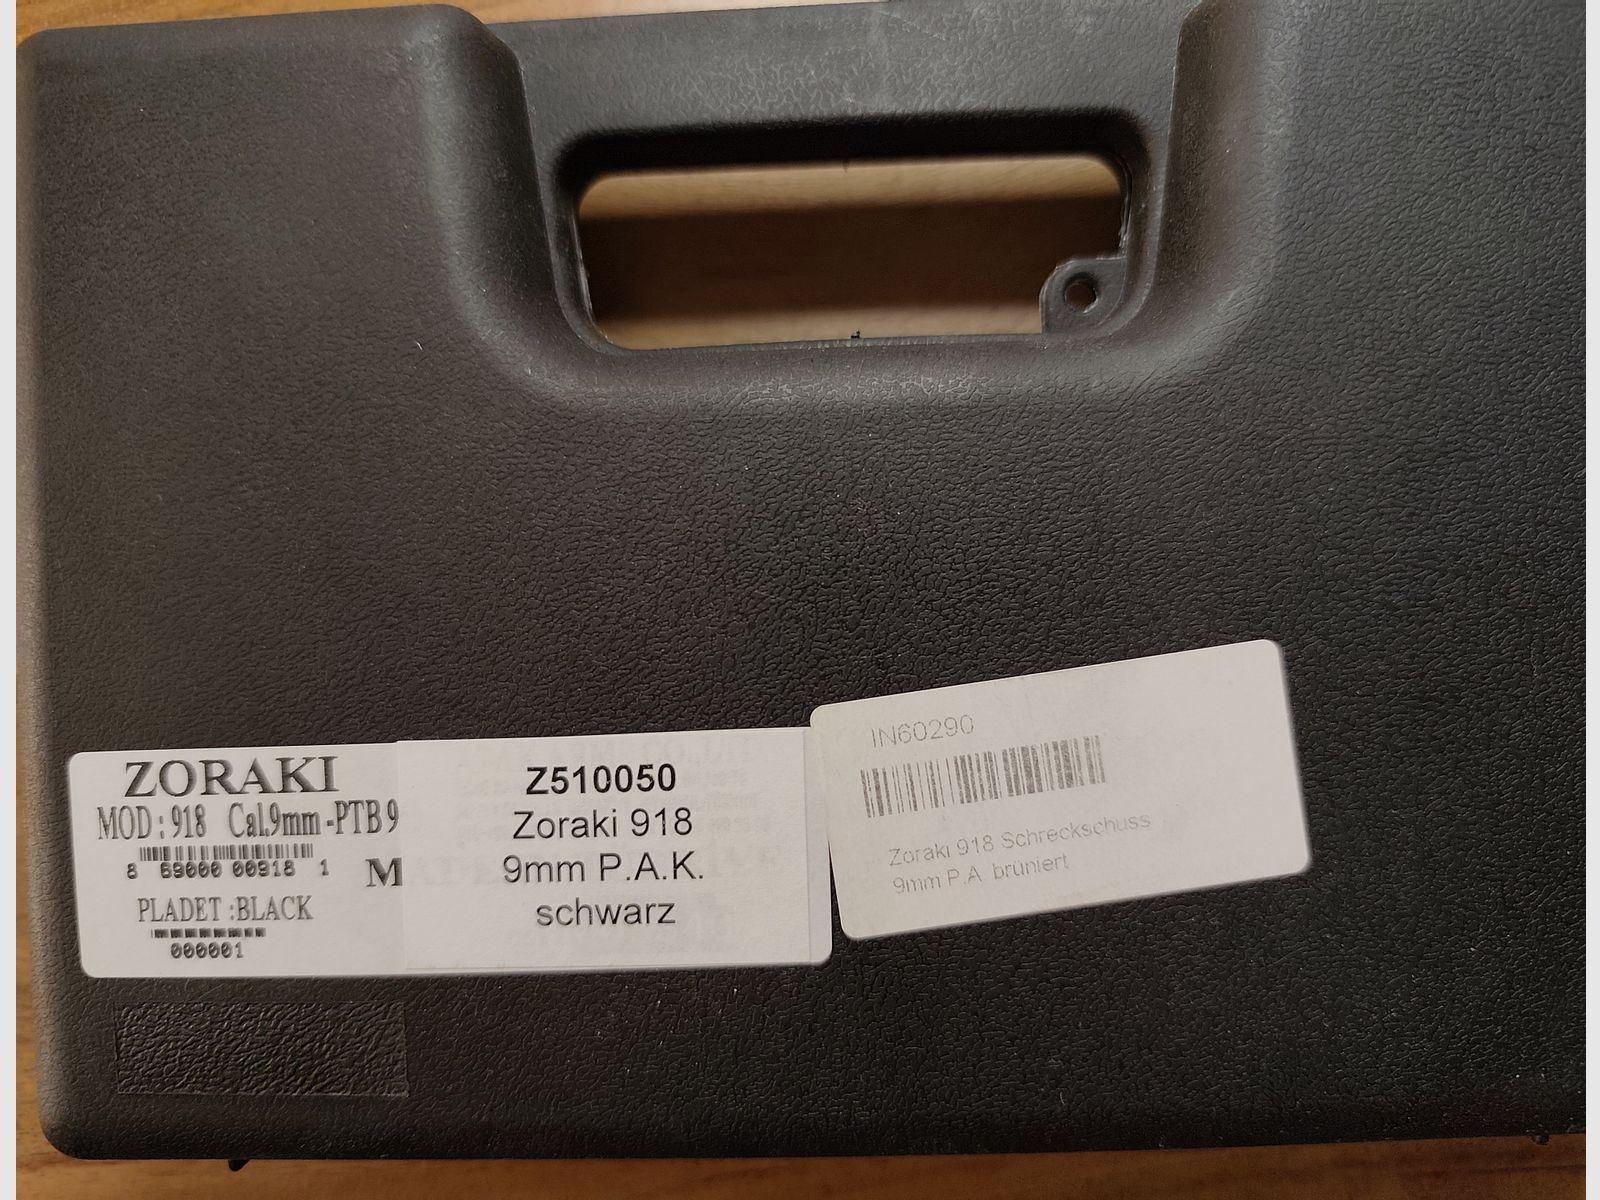 ZORAKI
MOD : 918 Cal.9mm -PTB 9
8 69000 00918 1
M
PLADET :BLACK
000001
Z510050
Zoraki 918
9mm P.A.K.
schwarz
IN60290
Zoraki 918 Schreckschuss
9mm P.A. brüniert